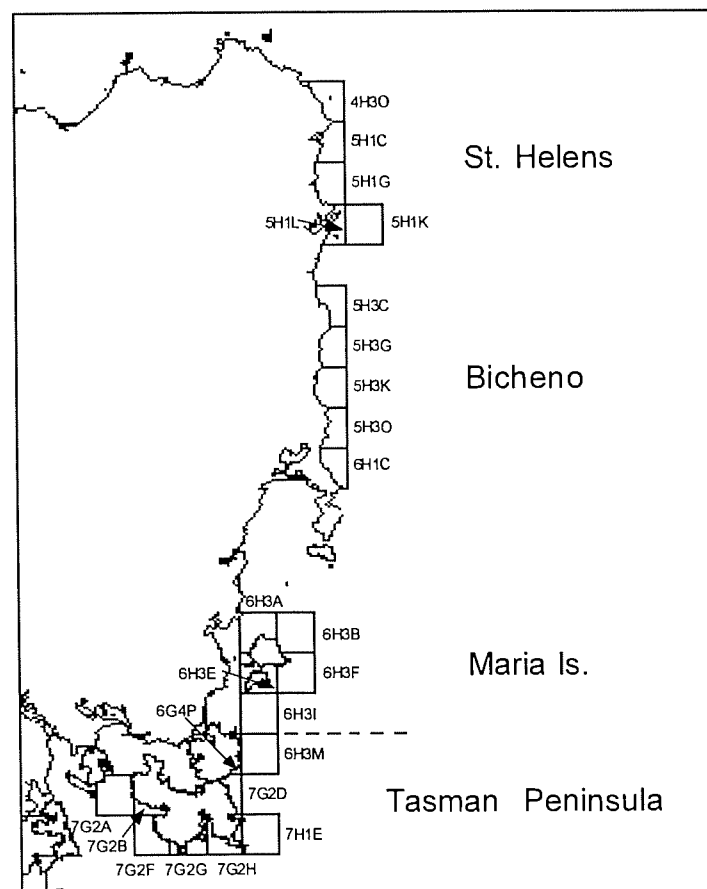 4H3O
5H1C
St. Helens
5H1G
5H1L
5H1K
5H3C
5H3G
Bicheno
5H3K
5H3O
6H1C
6H3A
6H3B
6H3E
6H3F
Maria Is.
6G4P
6H3I
6H3M
7G2D
Tasman Peninsula
7G2A
7G2B
7H1E
7G2F
7G2G
7G2H